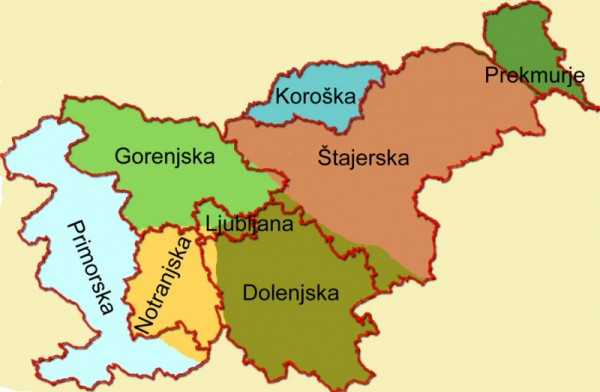 Prekmurje
Koroška
Gorenjska
Štajerska
Ljubljana
Primorska
Notranjska
Dolenjska